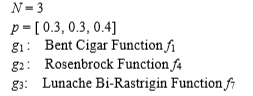 N = 3
p = [ 0.3, 0.3, 0.4]
g1 : Bent Cigar Function f1
g2 : Rosenbrock Function f4
g3: Lunache Bi-Rastrigin Function f7